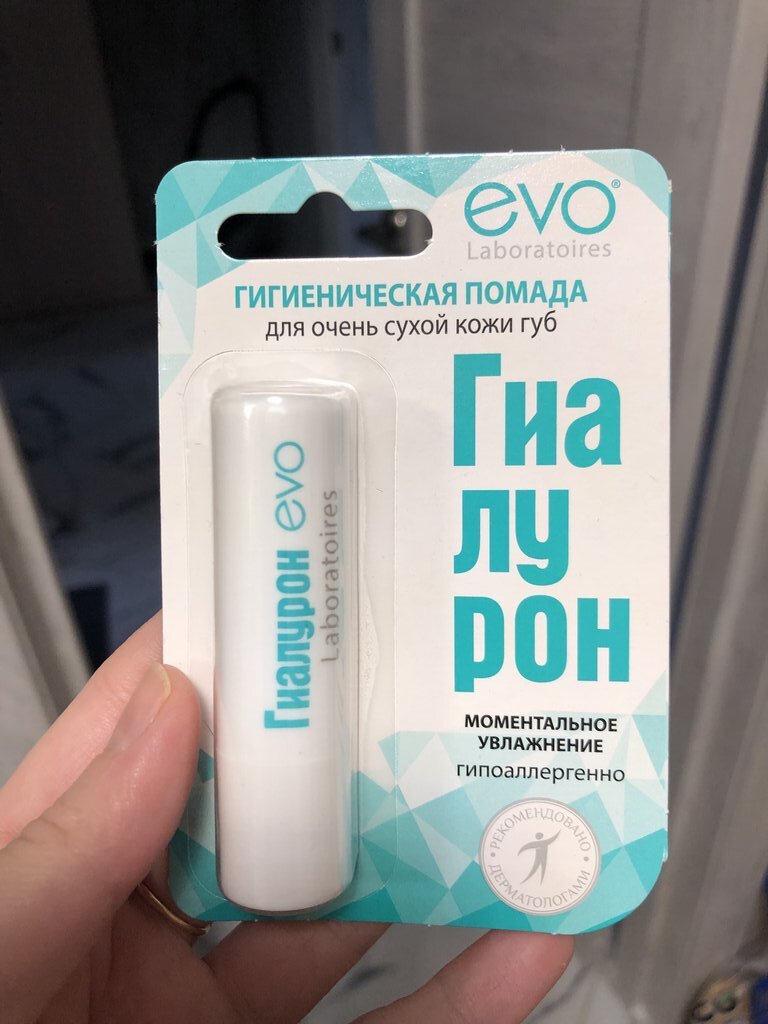 evo®
Laboratoires
ГИГИЕНИЧЕСКАЯ ПОМАДА
для очень сухой кожи губ
Гиа
лу
рон
МОМЕНТАЛЬНОЕ
УВЛАЖНЕНИЕ
гипоаллергенно
• РЕКОМЕНДОВАНО •
ДЕРМАТОЛОГАМИ
Гиалурон evo
Laboratoires